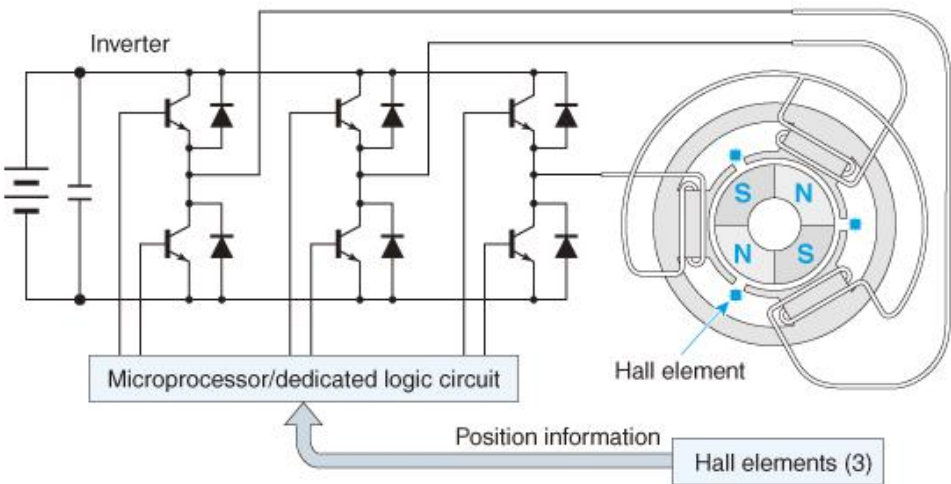 Inverter
S N
N S
Hall element
Microprocessor/dedicated logic circuit
Position information
Hall elements (3)